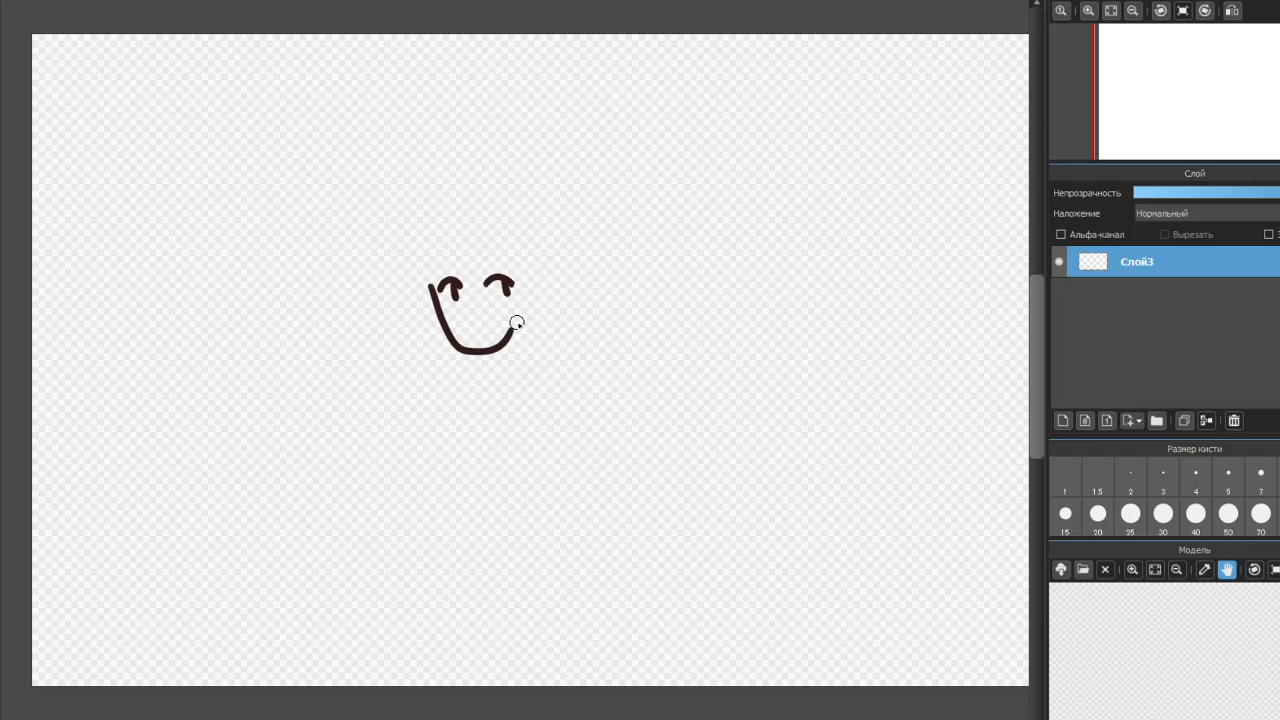 Слой
Непрозрачность
Наложение Нормальный
Альфа-канал Вырезать
Слой3
Размер кисти
1 1.5 2 3 4 5 7
15 20 25 30 40 50 70
Модель